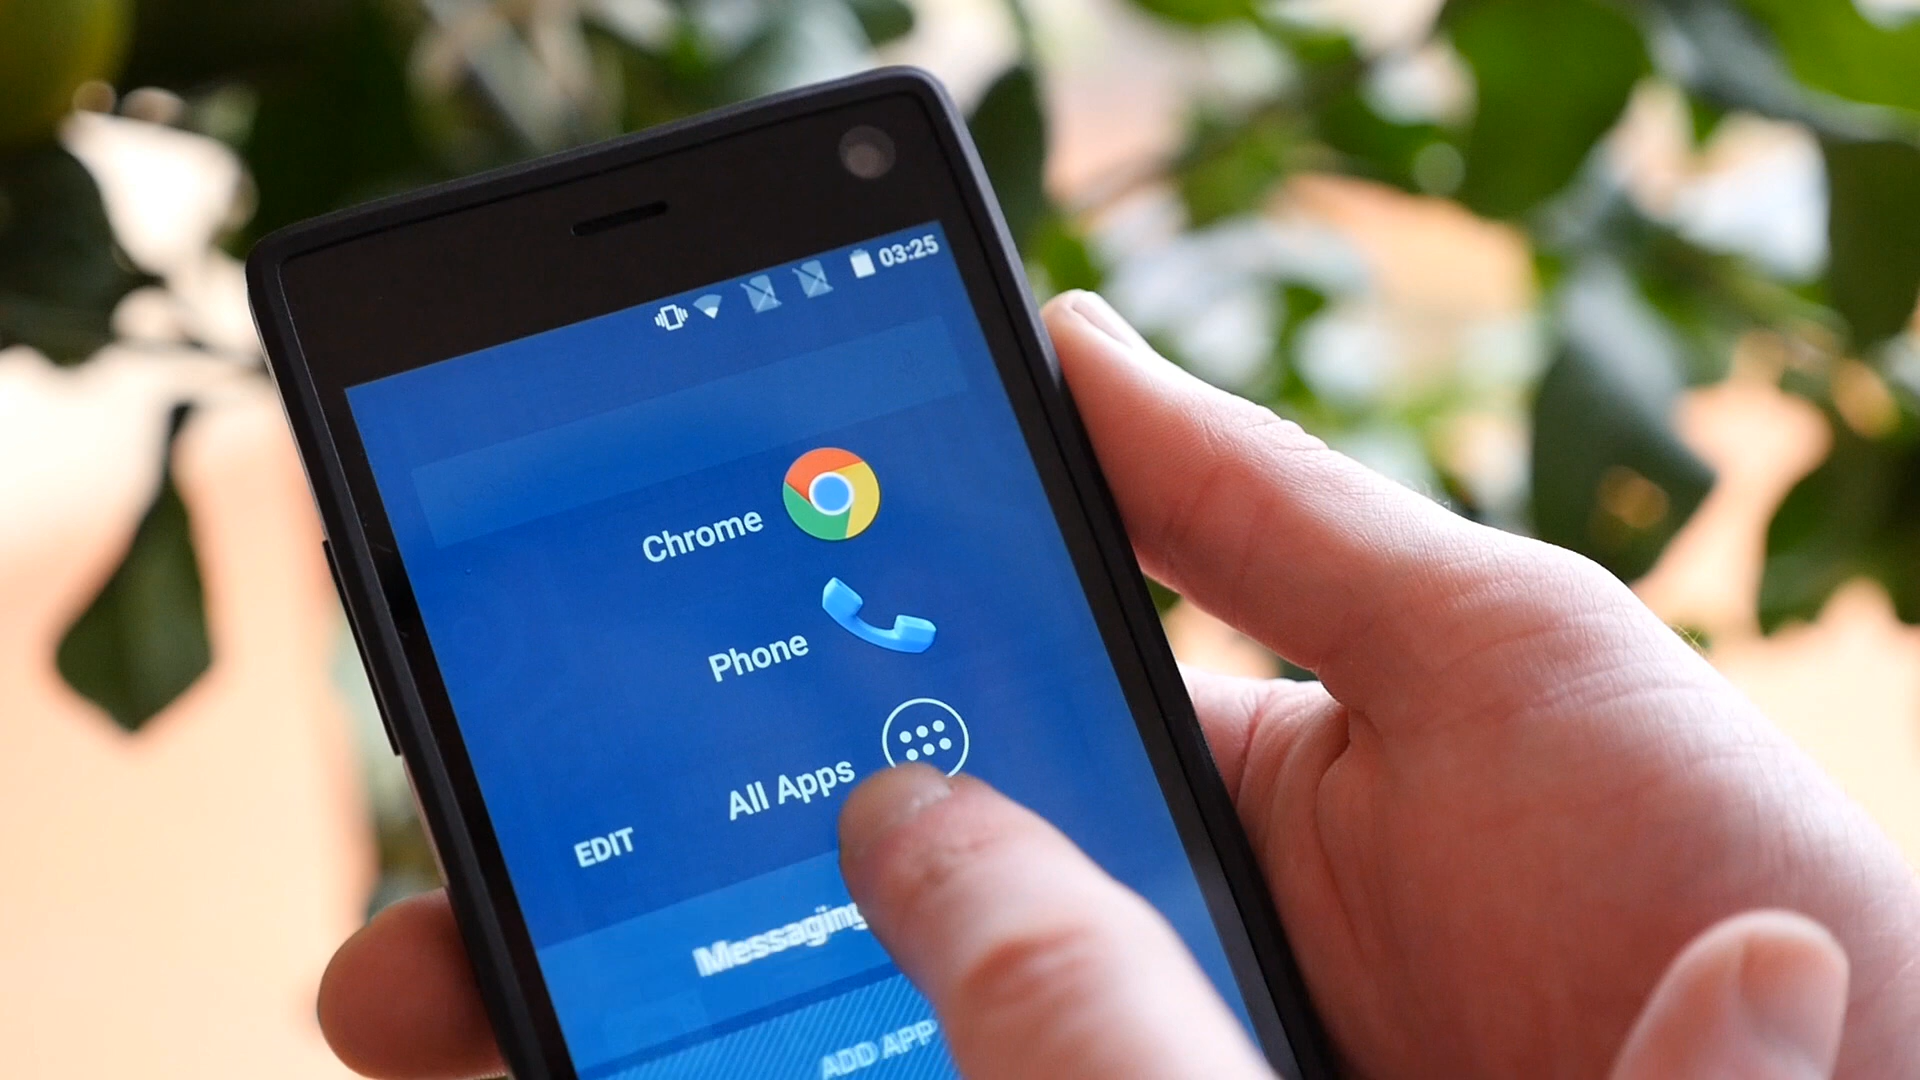 03:25
Chrome
Phone
All Apps
EDIT
Messaging
ADD APP